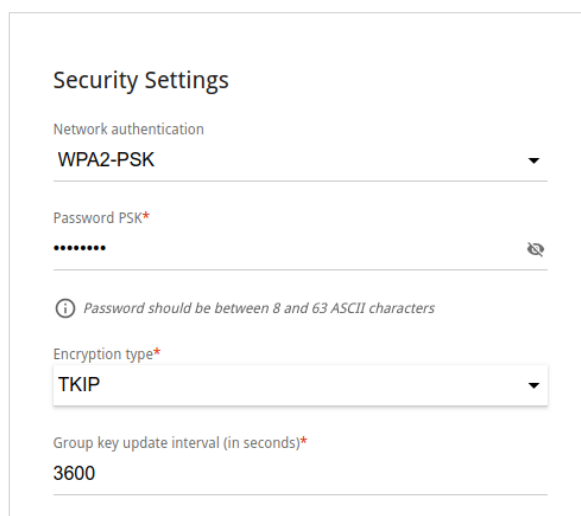 Security Settings
Network authentication
WPA2-PSK
Password PSK*
••••••••
Password should be between 8 and 63 ASCII characters
Encryption type*
TKIP
Group key update interval (in seconds)*
3600